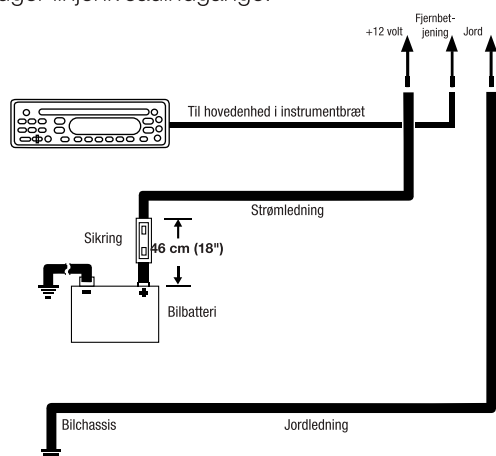 Fjernbet-
+12 volt jening Jord
Til hovedenhed i instrumentbræt
Strømledning
Sikring
46 cm (18")
Bilbatteri
Bilchassis
Jordledning